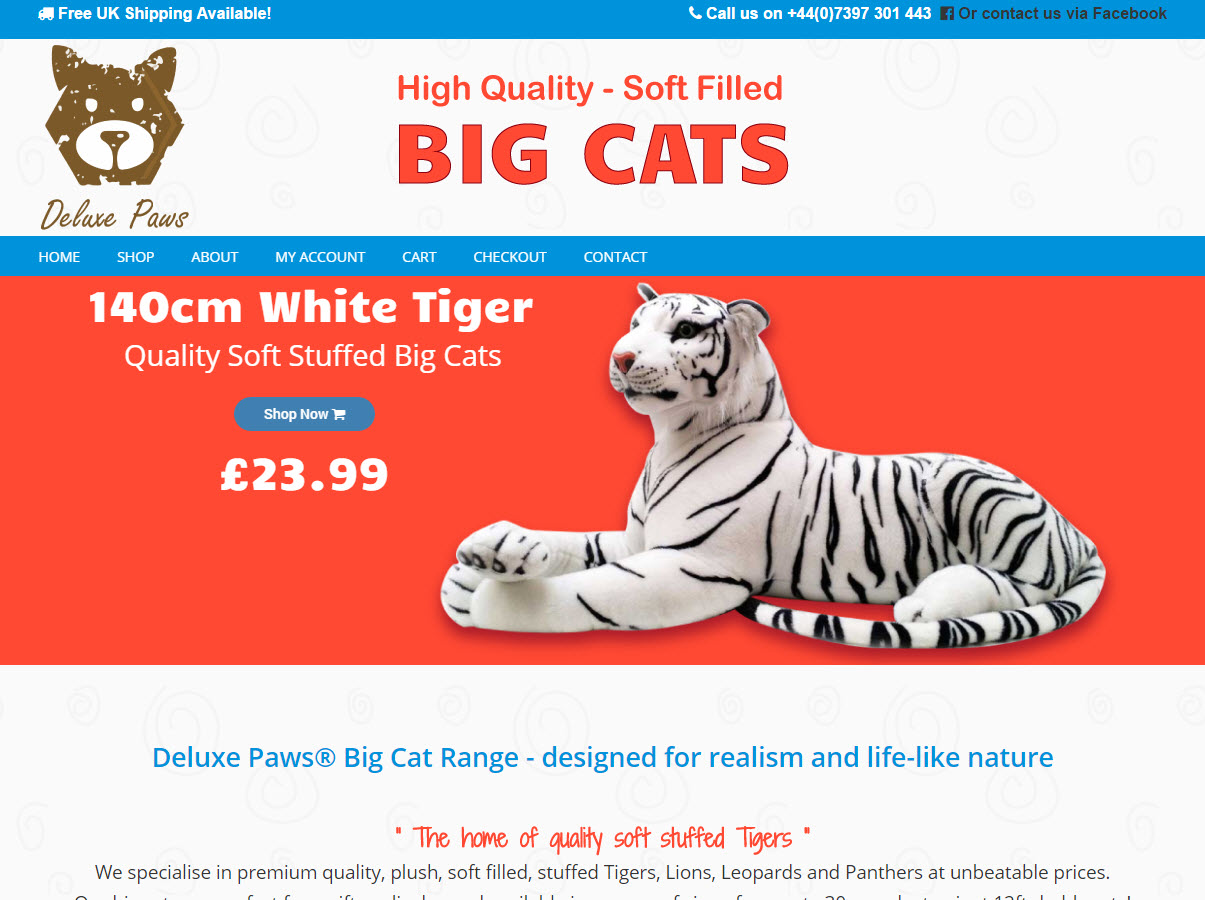 Free UK Shipping Available!
Call us on +44(0)7397 301 443 Or contact us via Facebook
High Quality - Soft Filled
BIG CATS
Deluxe Paws
HOME SHOP ABOUT MY ACCOUNT CART CHECKOUT CONTACT
140cm White Tiger
Quality Soft Stuffed Big Cats
Shop Now
£23.99
Deluxe Paws® Big Cat Range - designed for realism and life-like nature
" The home of quality soft stuffed Tigers "
We specialise in premium quality, plush, soft filled, stuffed Tigers, Lions, Leopards and Panthers at unbeatable prices.